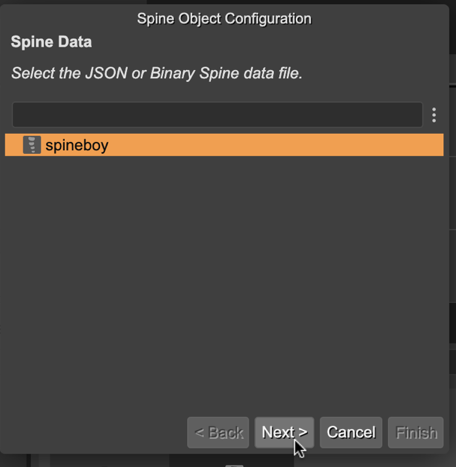 Spine Object Configuration
Spine Data
Select the JSON or Binary Spine data file.
spineboy
< Back Next > Cancel Finish